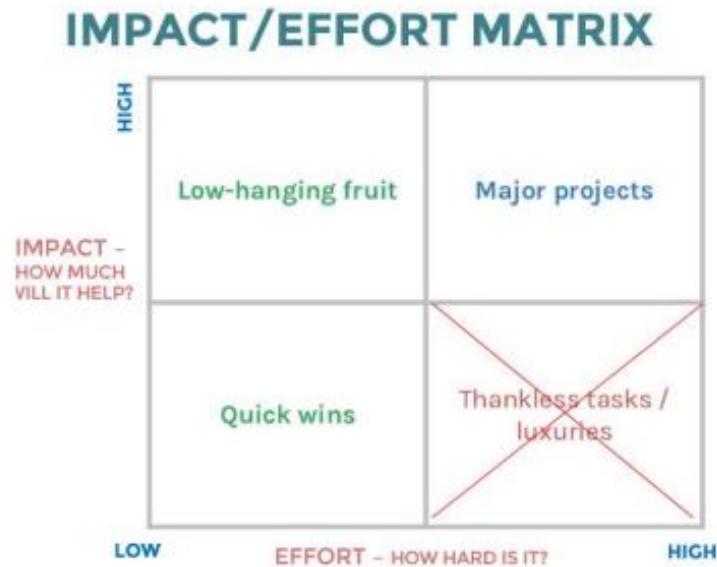 IMPACT/EFFORT MATRIX
HIGH
Low-hanging fruit
Major projects
IMPACT –
HOW MUCH
VILL IT HELP?
Quick wins
Thankless tasks /
luxuries
LOW
EFFORT – HOW HARD IS IT?
HIGH